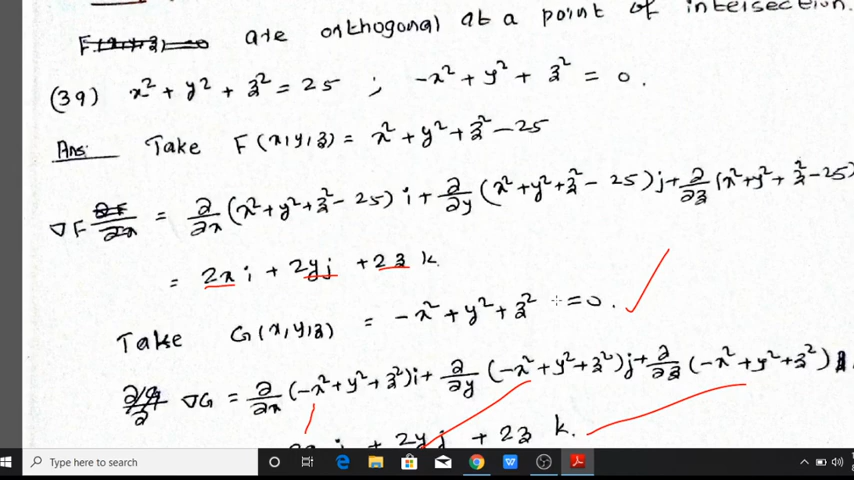 F(x,y,z)=0 are orthogonal at a point of intersection.
(39) x² + y² + z² = 25 ; -x² + y² + z² = 0.
Ans: Take F(x,y,z) = x² + y² + z² - 25
∇F ∂F/∂x = ∂/∂x (x² + y² + z² - 25) i + ∂/∂y (x² + y² + z² - 25) j + ∂/∂z (x² + y² + z² - 25)
= 2x i + 2y j + 2z k
Take G(x,y,z) = -x² + y² + z² = 0.
∇G = ∂/∂x (-x² + y² + z²) i + ∂/∂y (-x² + y² + z²) j + ∂/∂z (-x² + y² + z²)
i + 2y j + 2z k.
Type here to search